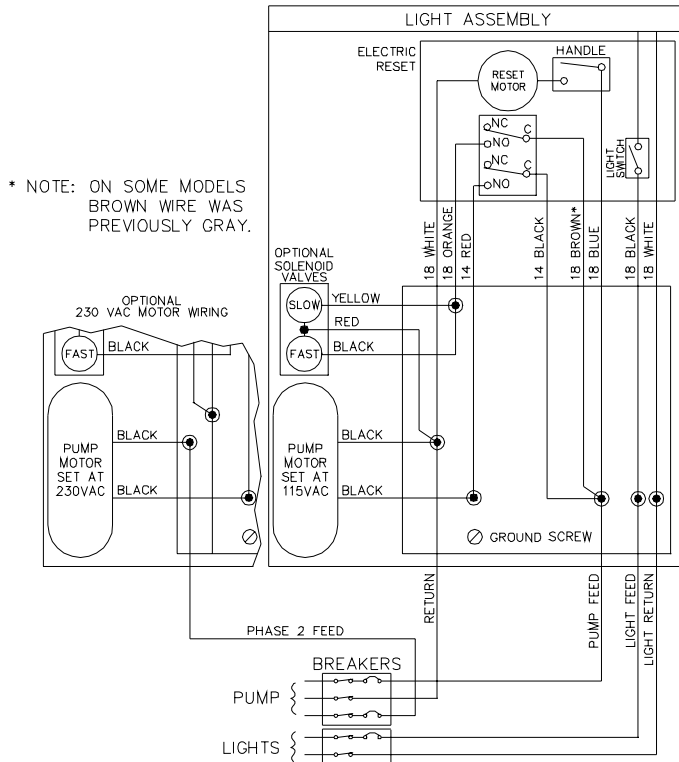 LIGHT ASSEMBLY
ELECTRIC
RESET
HANDLE
RESET
MOTOR
NC
C
NO
NC
C
NO
LIGHT
SWITCH
* NOTE: ON SOME MODELS
BROWN WIRE WAS
PREVIOUSLY GRAY.
18 WHITE
18 ORANGE
14 RED
14 BLACK
18 BROWN*
18 BLUE
18 BLACK
18 WHITE
OPTIONAL
SOLENOID
VALVES
SLOW
YELLOW
RED
FAST
BLACK
OPTIONAL
230 VAC MOTOR WIRING
FAST
BLACK
PUMP
MOTOR
SET AT
230VAC
BLACK
BLACK
PUMP
MOTOR
SET AT
115VAC
BLACK
BLACK
GROUND SCREW
RETURN
PUMP FEED
LIGHT FEED
LIGHT RETURN
PHASE 2 FEED
BREAKERS
PUMP
LIGHTS